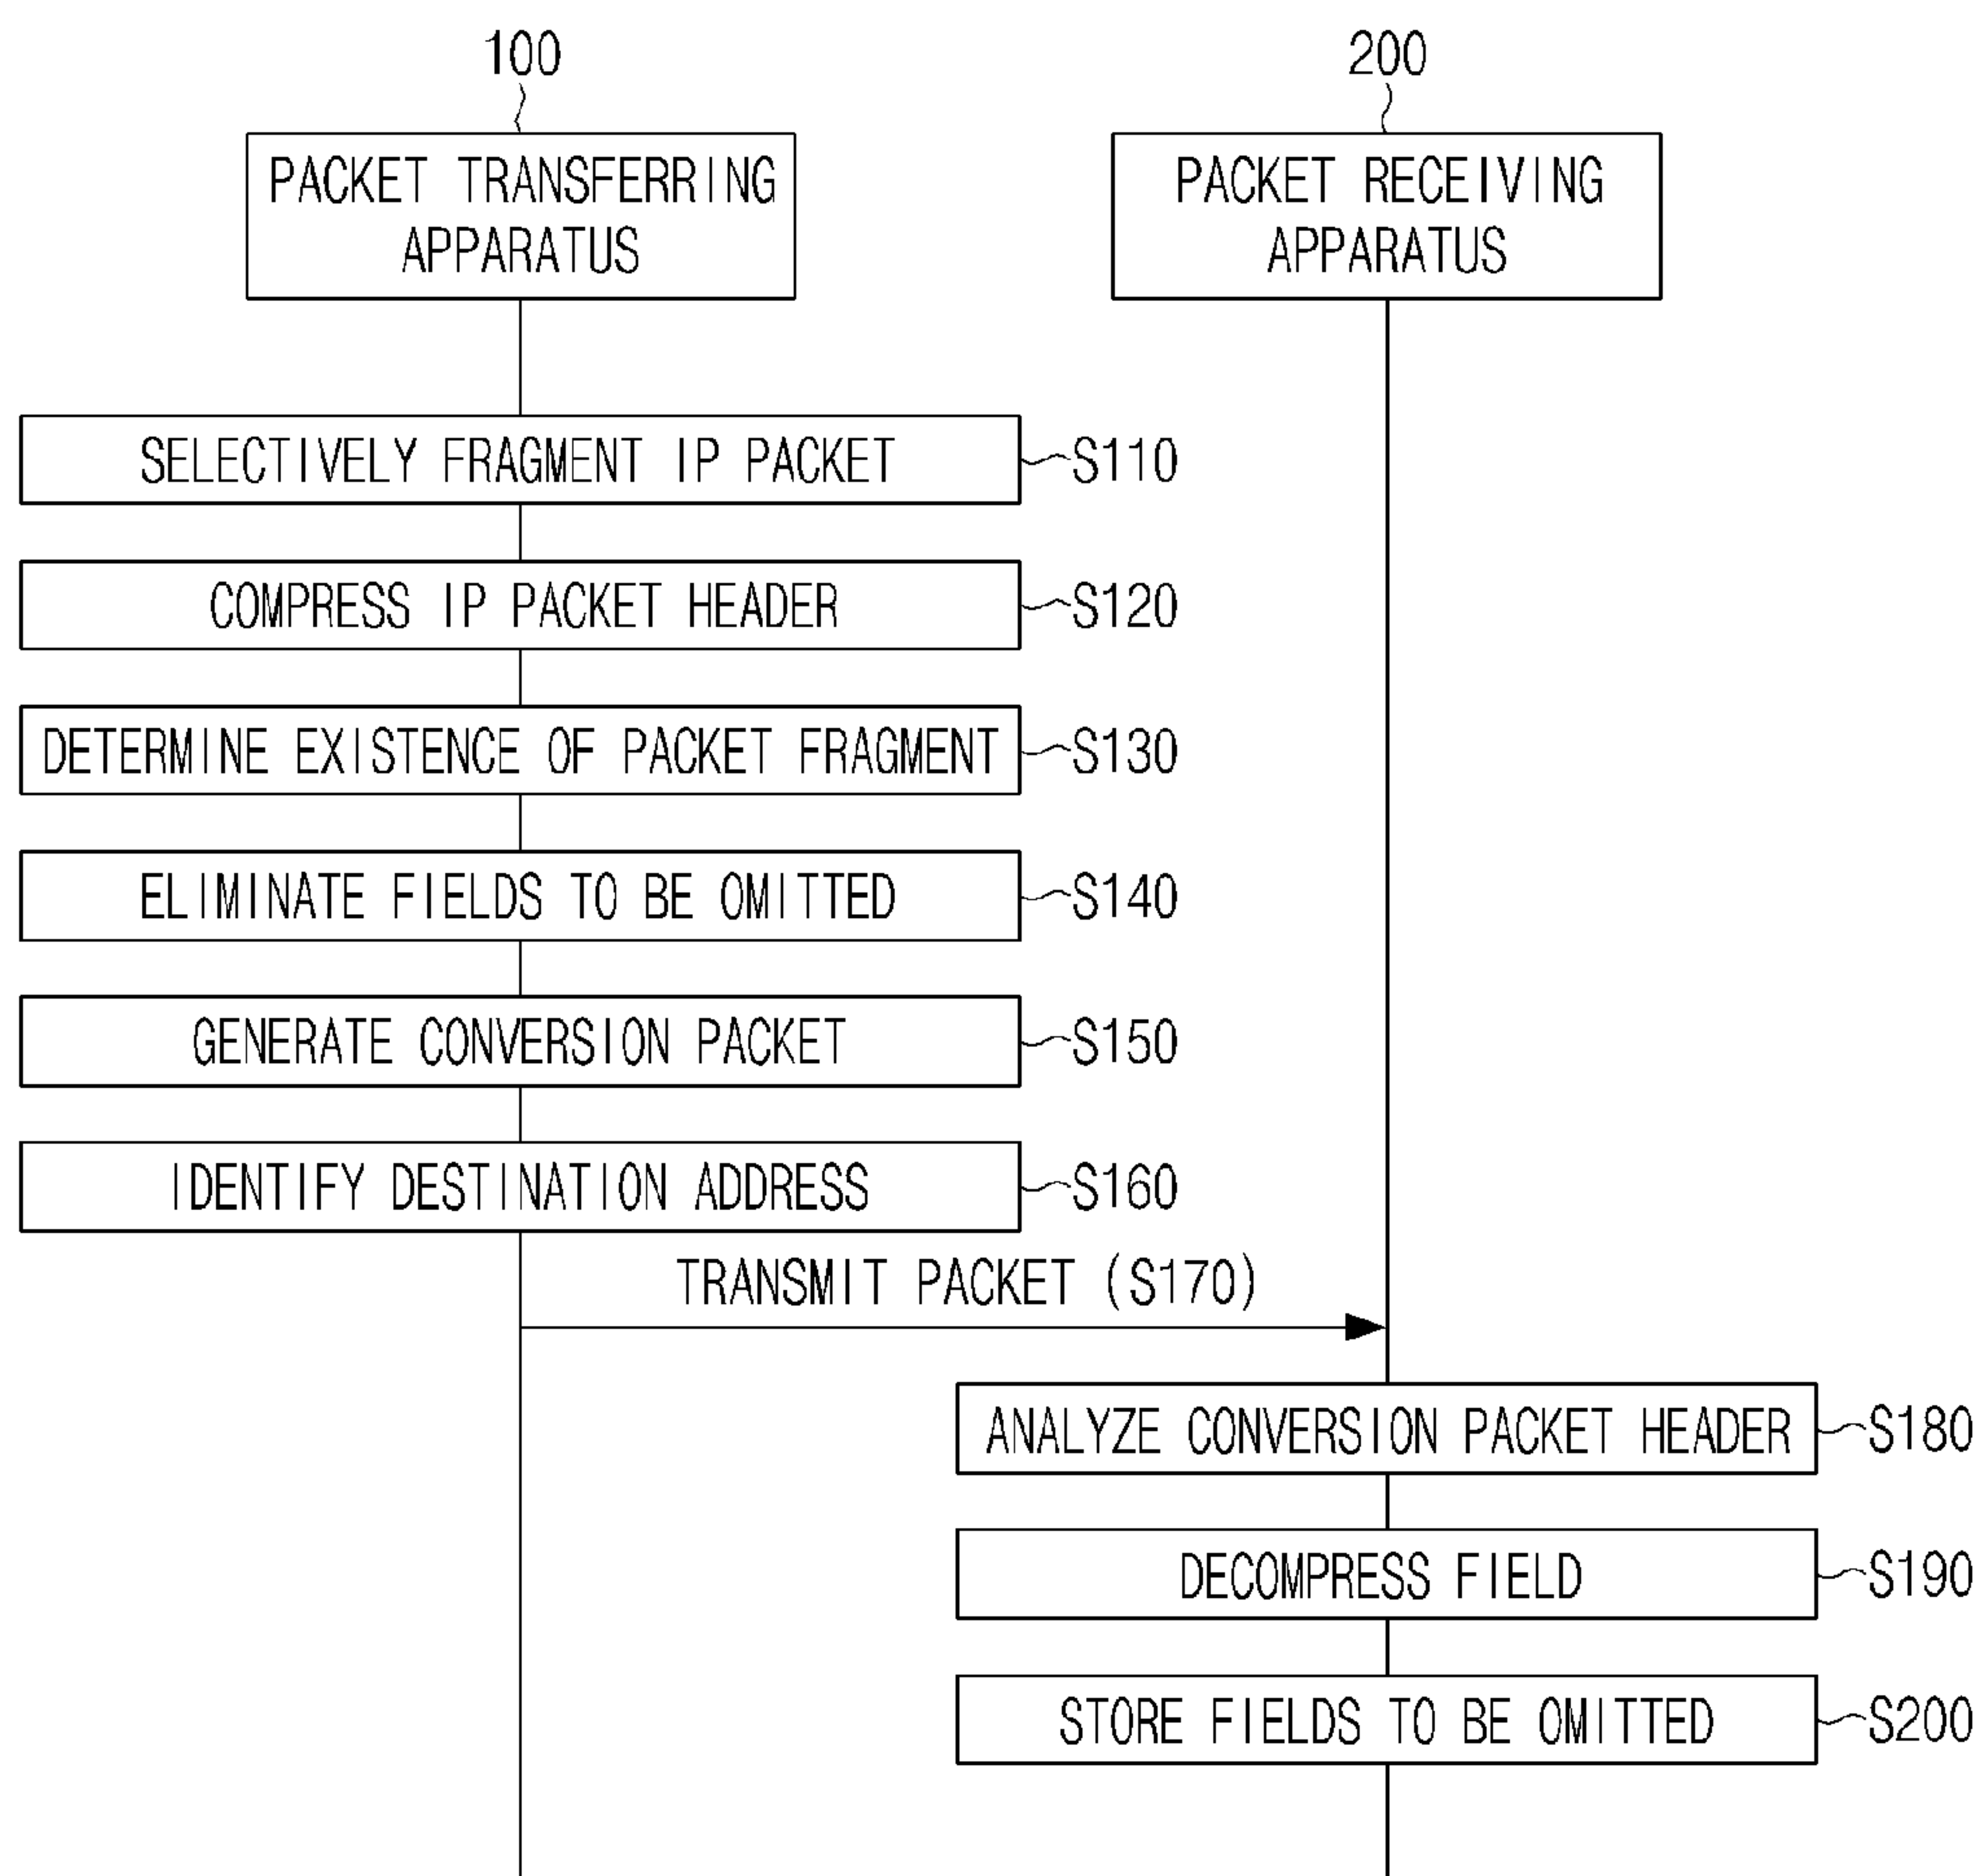 100
200
PACKET TRANSFERRING
APPARATUS
PACKET RECEIVING
APPARATUS
SELECTIVELY FRAGMENT IP PACKET
S110
COMPRESS IP PACKET HEADER
S120
DETERMINE EXISTENCE OF PACKET FRAGMENT
S130
ELIMINATE FIELDS TO BE OMITTED
S140
GENERATE CONVERSION PACKET
S150
IDENTIFY DESTINATION ADDRESS
S160
TRANSMIT PACKET (S170)
ANALYZE CONVERSION PACKET HEADER
S180
DECOMPRESS FIELD
S190
STORE FIELDS TO BE OMITTED
S200